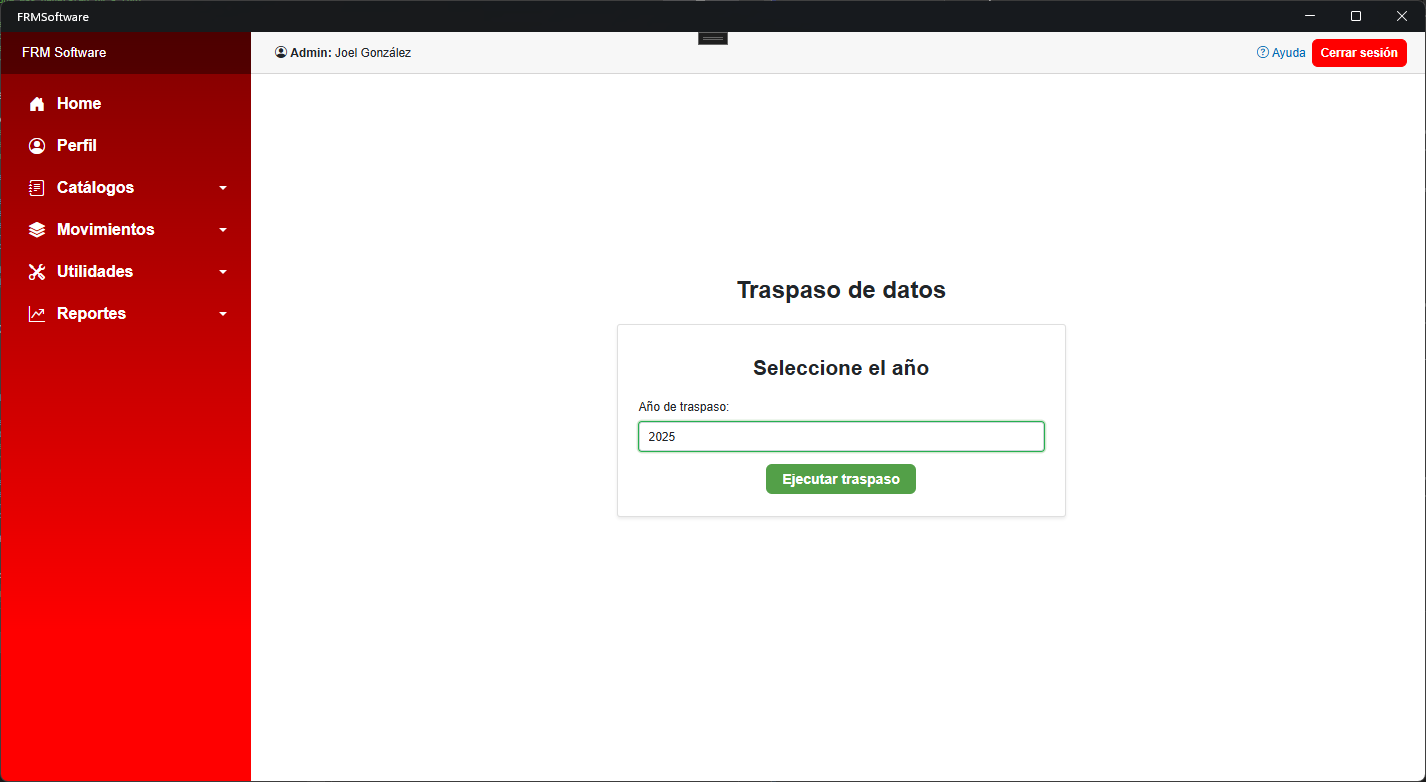 FRMSoftware
FRM Software
Admin: Joel González
Ayuda
Cerrar sesión
Home
Perfil
Catálogos
Movimientos
Utilidades
Reportes
Traspaso de datos
Seleccione el año
Año de traspaso:
2025
Ejecutar traspaso